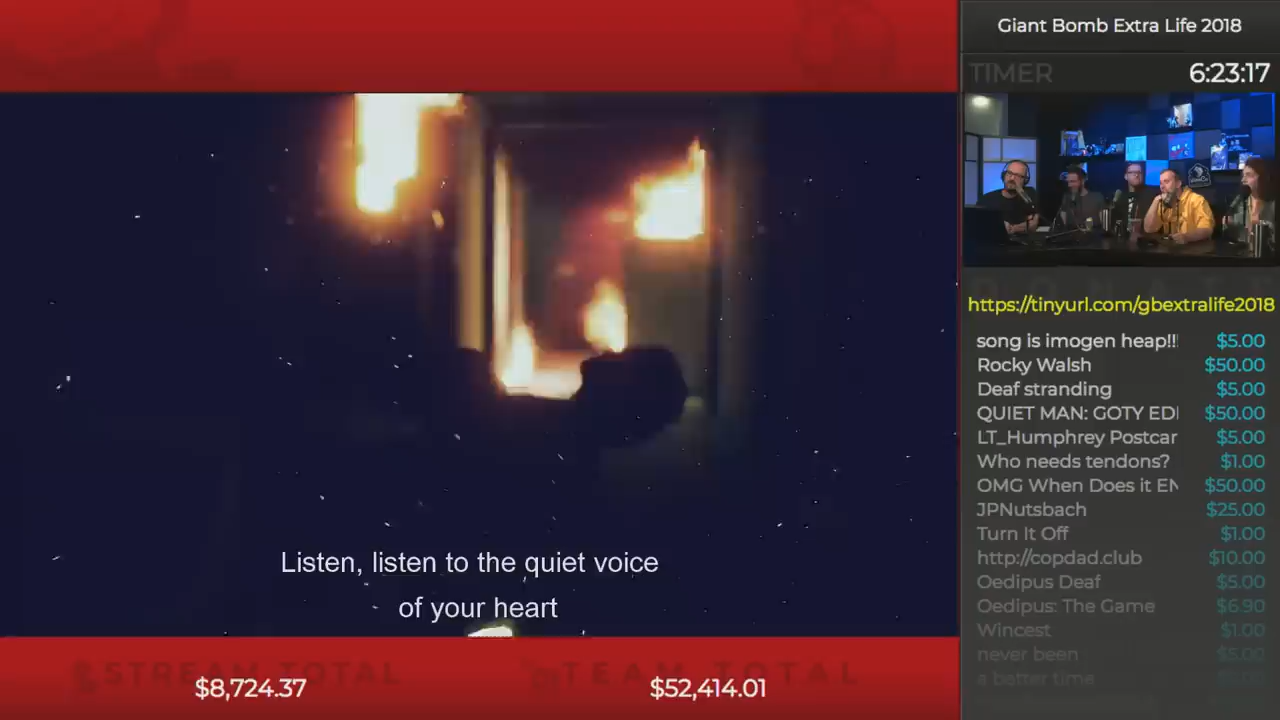 Giant Bomb Extra Life 2018
TIMER
6:23:17
https://tinyurl.com/gbextralife2018
song is imogen heap!!! $5.00
Rocky Walsh $50.00
Deaf stranding $5.00
QUIET MAN: GOTY EDI $50.00
LT_Humphrey Postcar $5.00
Who needs tendons? $1.00
OMG When Does it EN $50.00
JPNutsbach $25.00
Turn It Off $1.00
http://copdad.club $10.00
Oedipus Deaf $5.00
Oedipus: The Game $6.90
Wincest $1.00
never been $5.00
a batter time
Listen, listen to the quiet voice
of your heart
STREAM TOTAL
$8,724.37
TEAM TOTAL
$52,414.01